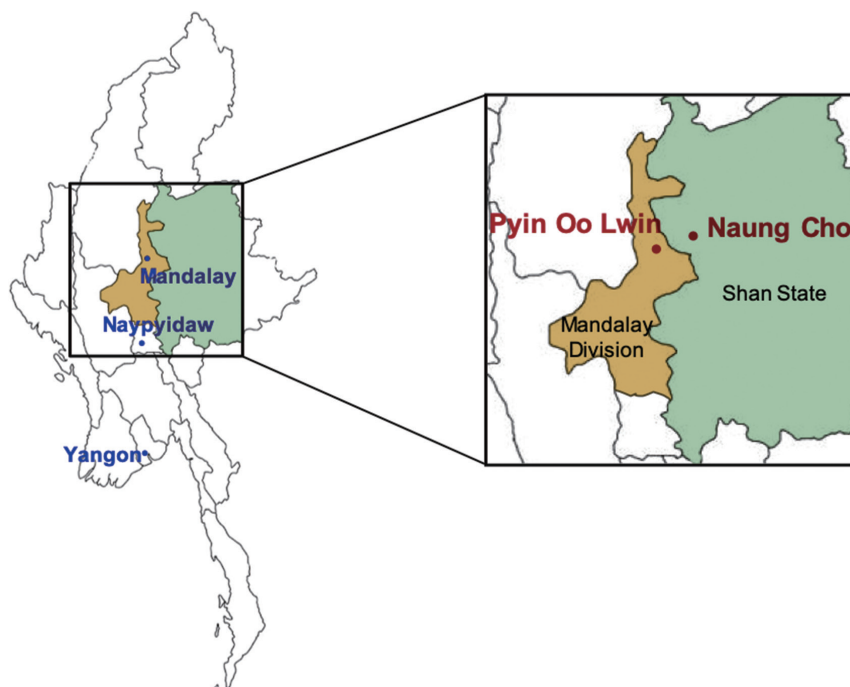 Mandalay
Naypyidaw
Yangon
Pyin Oo Lwin
Naung Cho
Shan State
Mandalay
Division